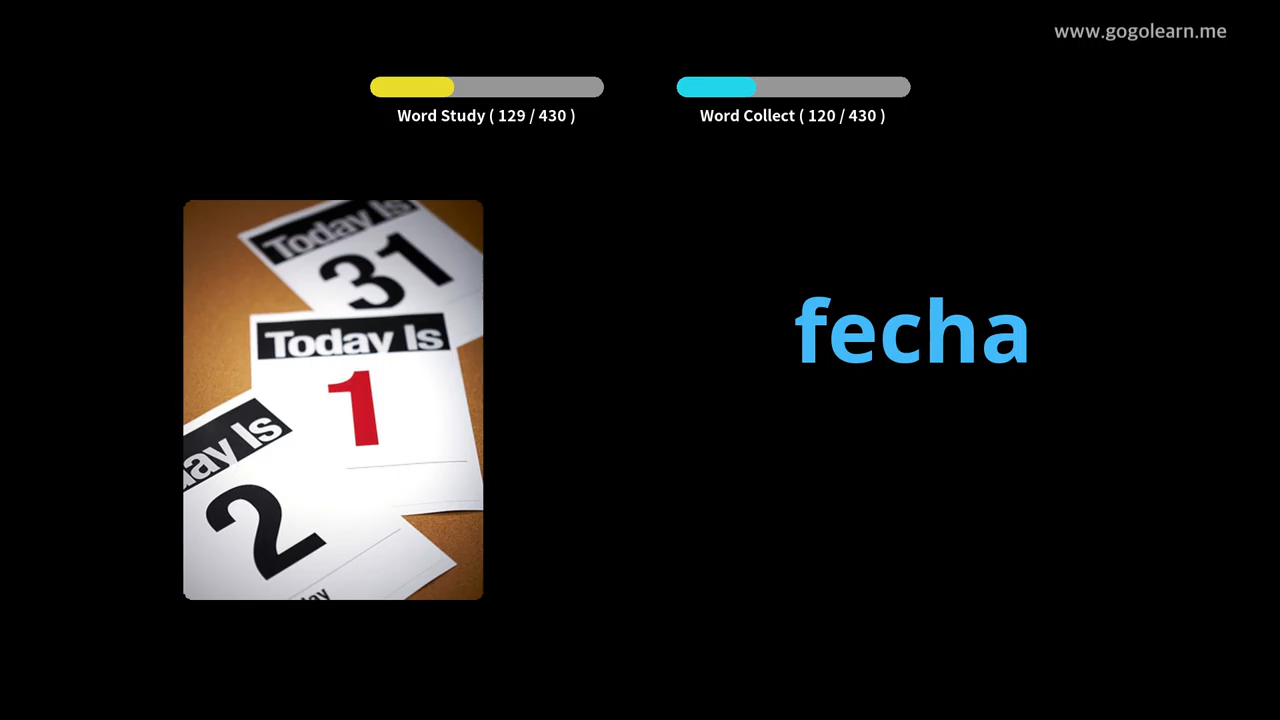 www.gogolearn.me
Word Study ( 129 / 430 )
Word Collect ( 120 / 430 )
Today Is
31
Today Is
1
ay Is
2
ay
fecha